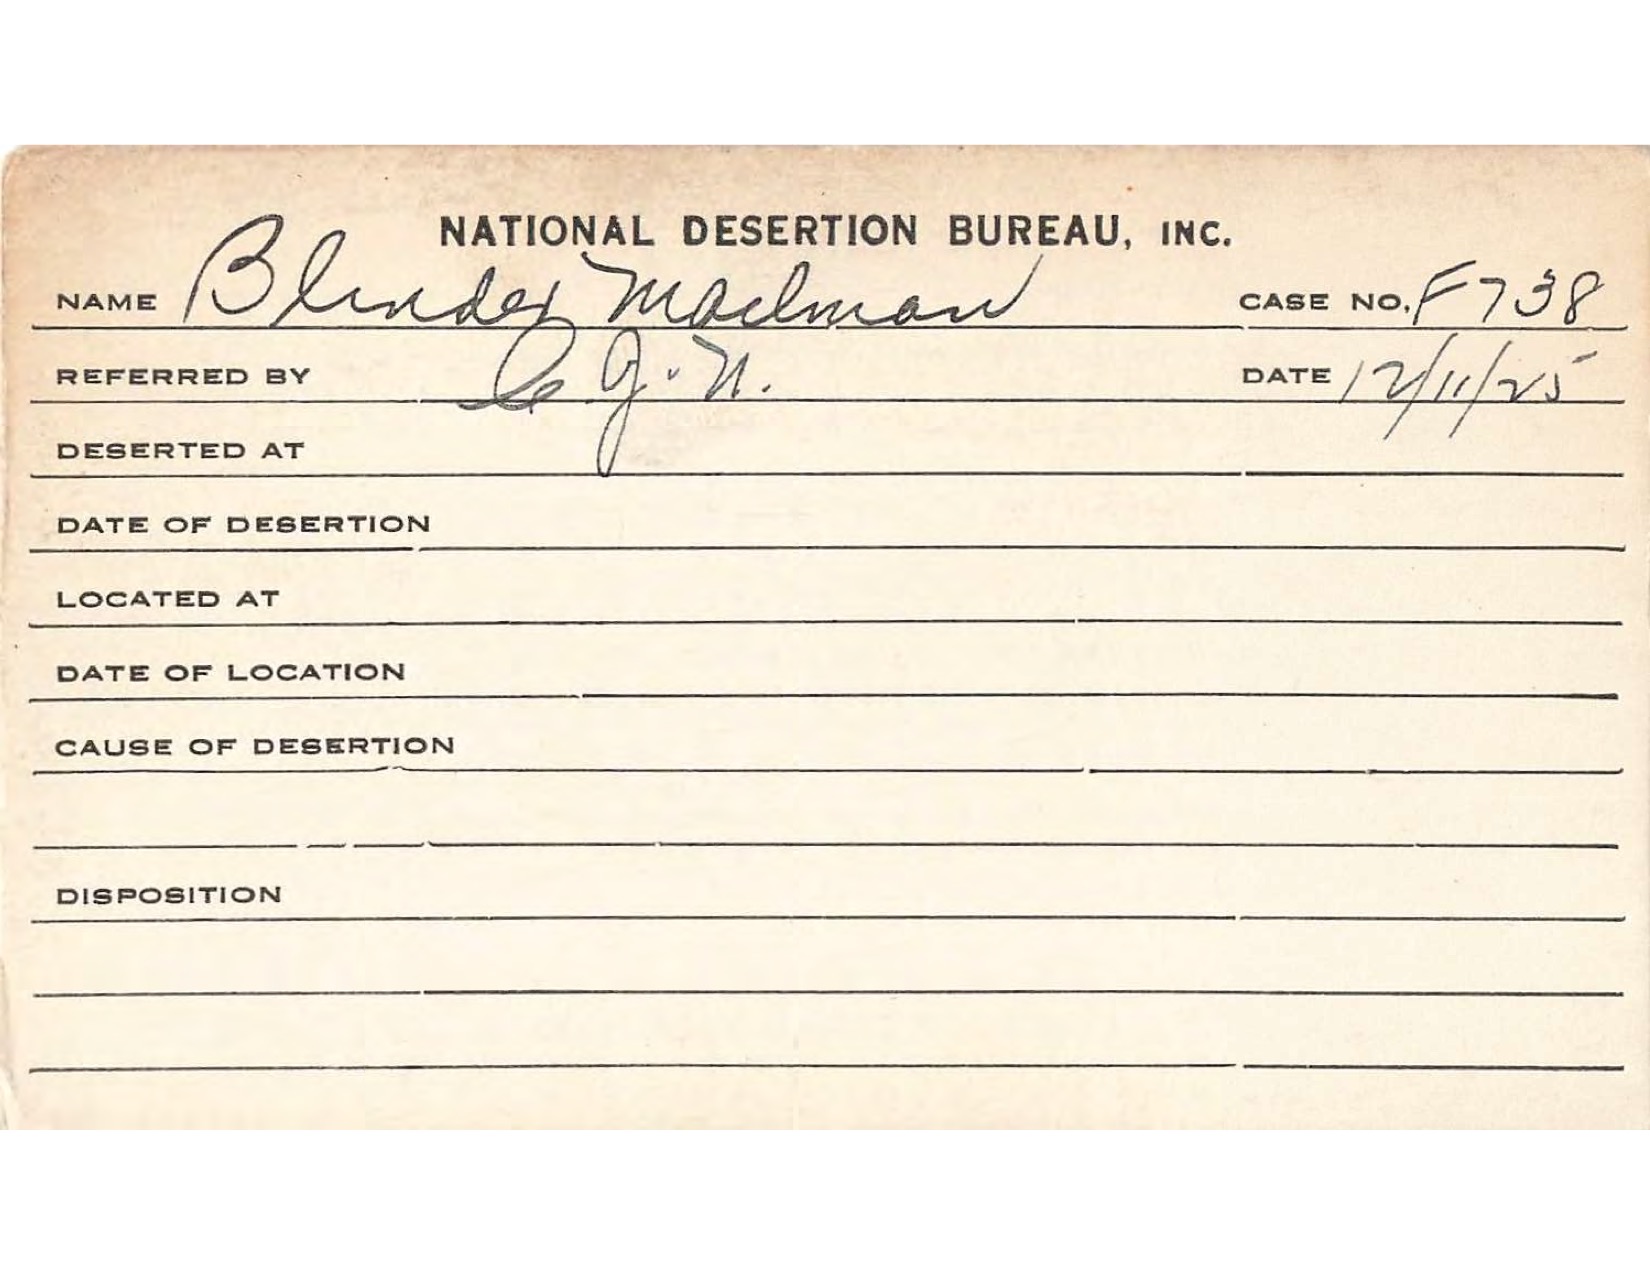 NATIONAL DESERTION BUREAU, INC.
NAME Blinder CASE NO. F738
REFERRED BY J. N. DATE 12/11/25
DESERTED AT
DATE OF DESERTION
LOCATED AT
DATE OF LOCATION
CAUSE OF DESERTION
DISPOSITION